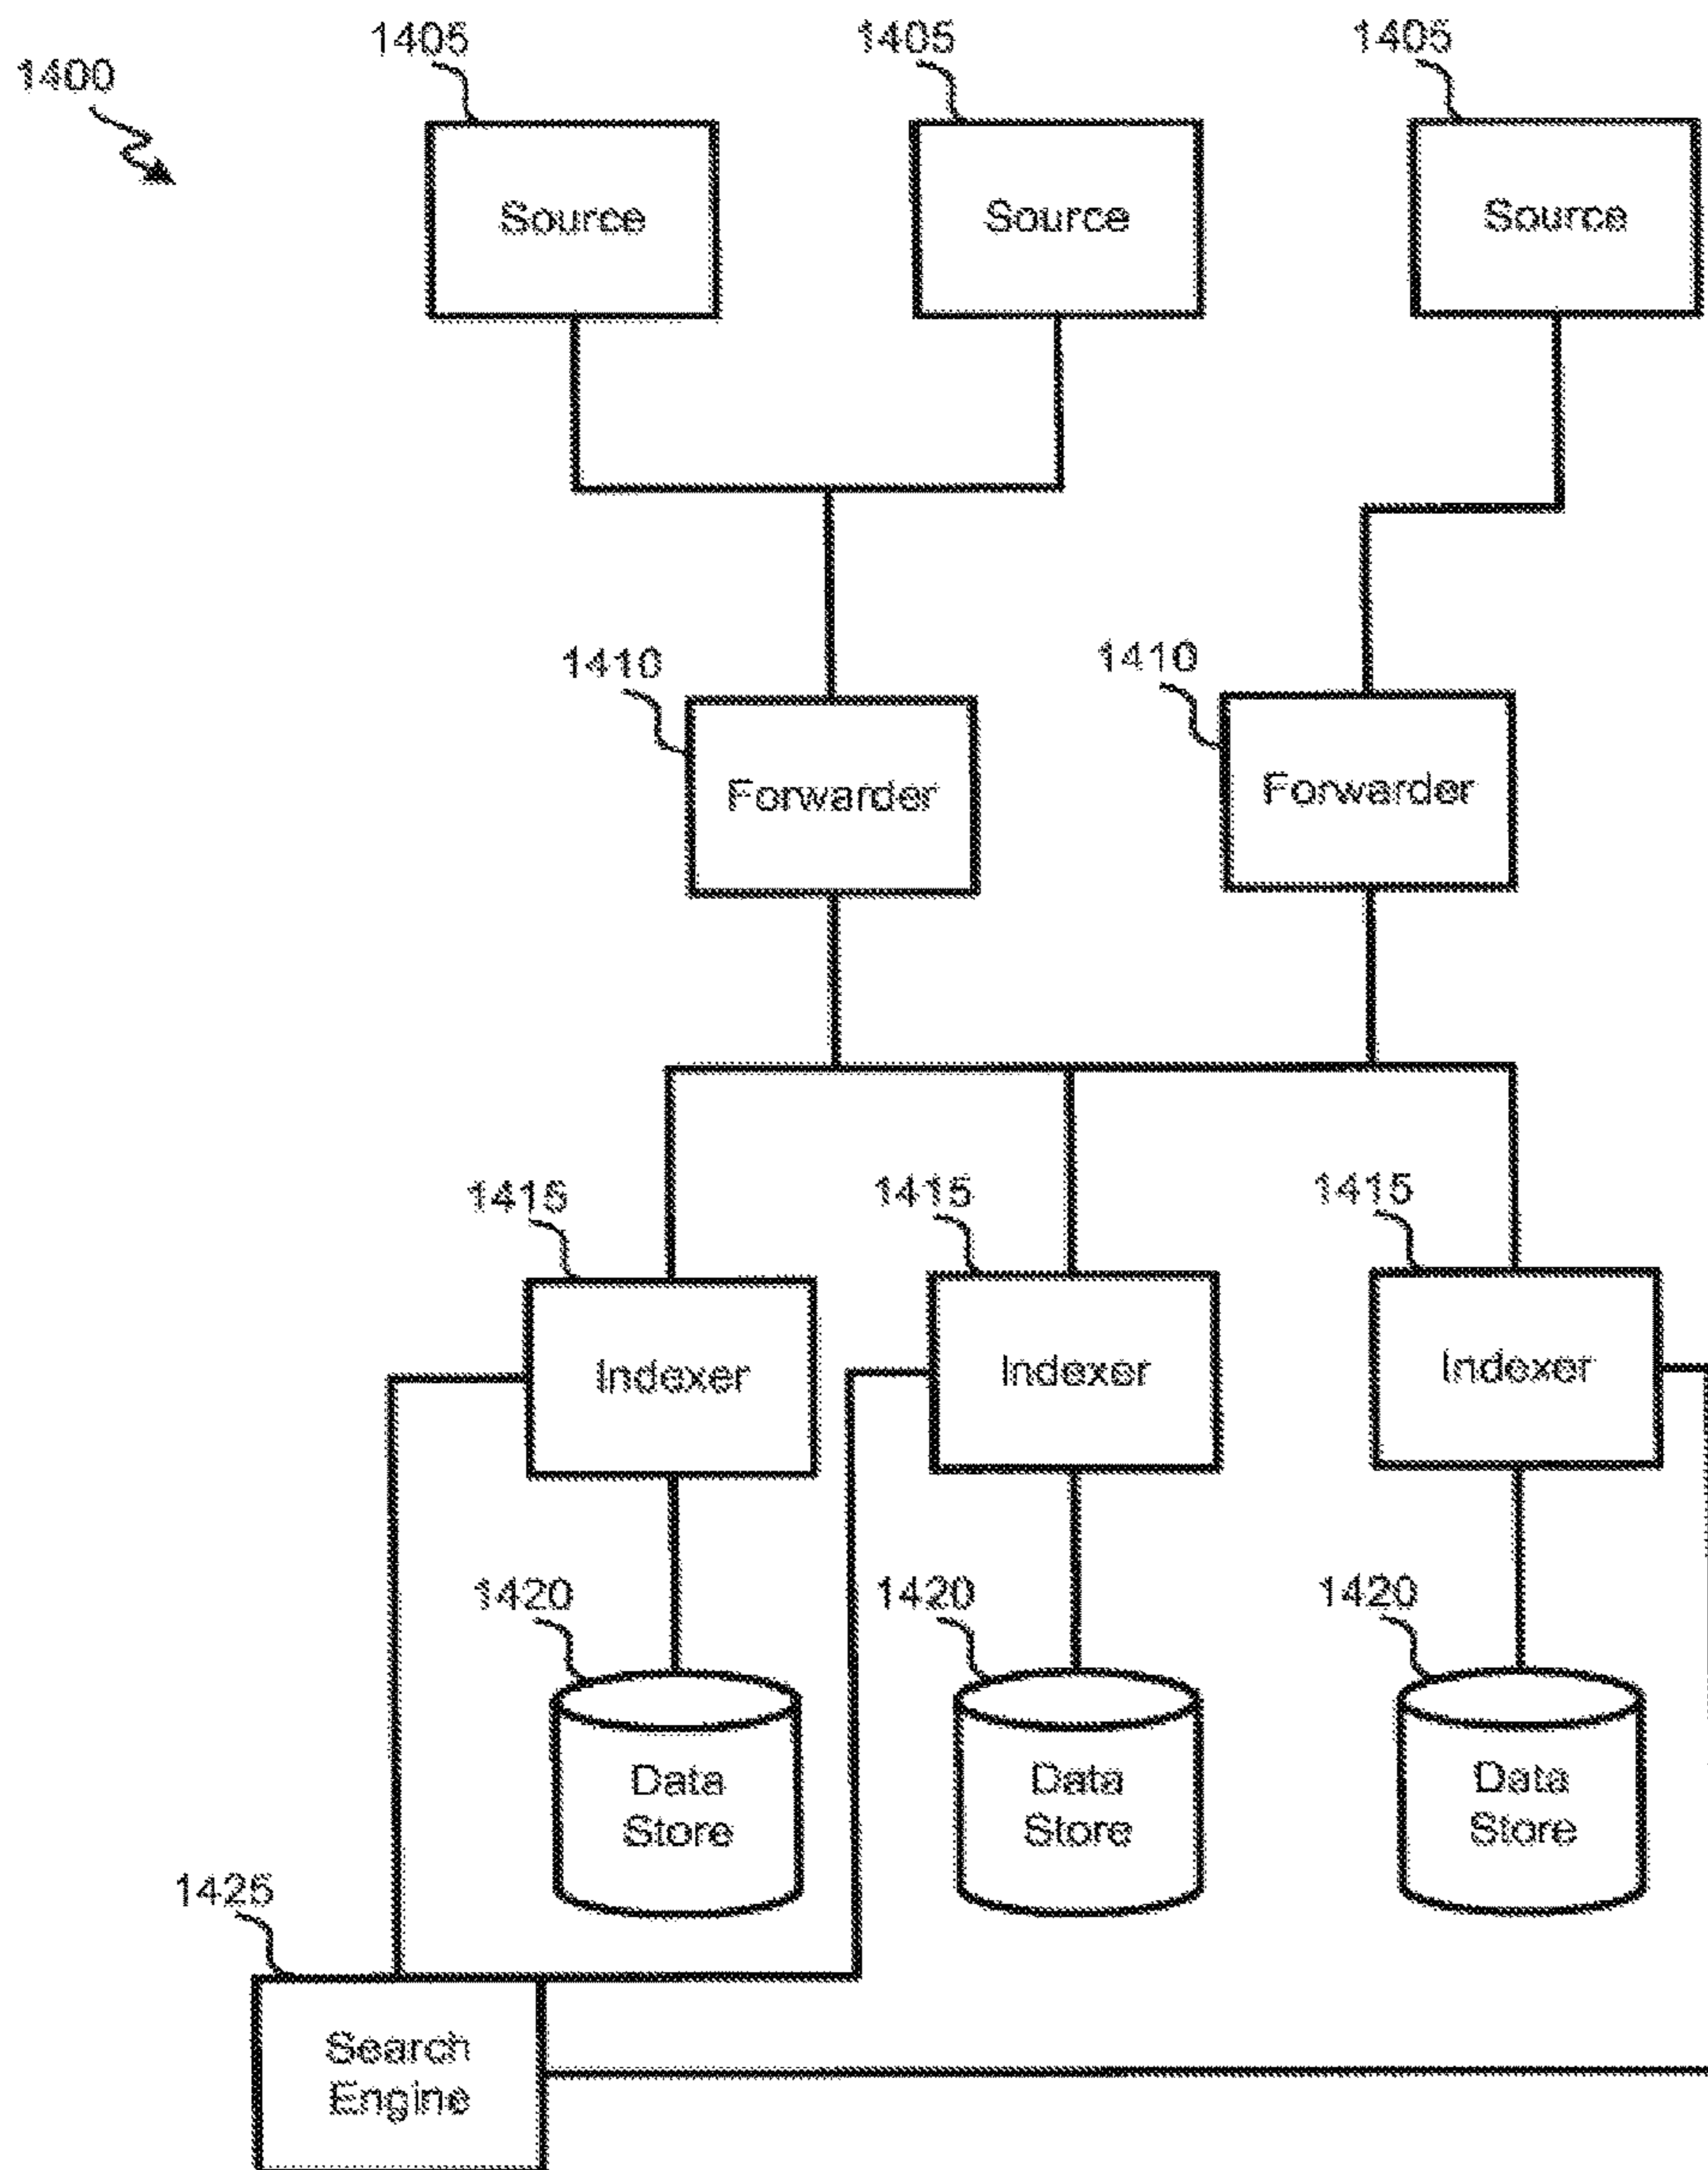 1400
1405
1405
1405
Source
Source
Source
1410
1410
Forwarder
Forwarder
1415
1415
1415
Indexer
Indexer
Indexer
1420
1420
1420
Data
Store
Data
Store
Data
Store
1425
Search
Engine